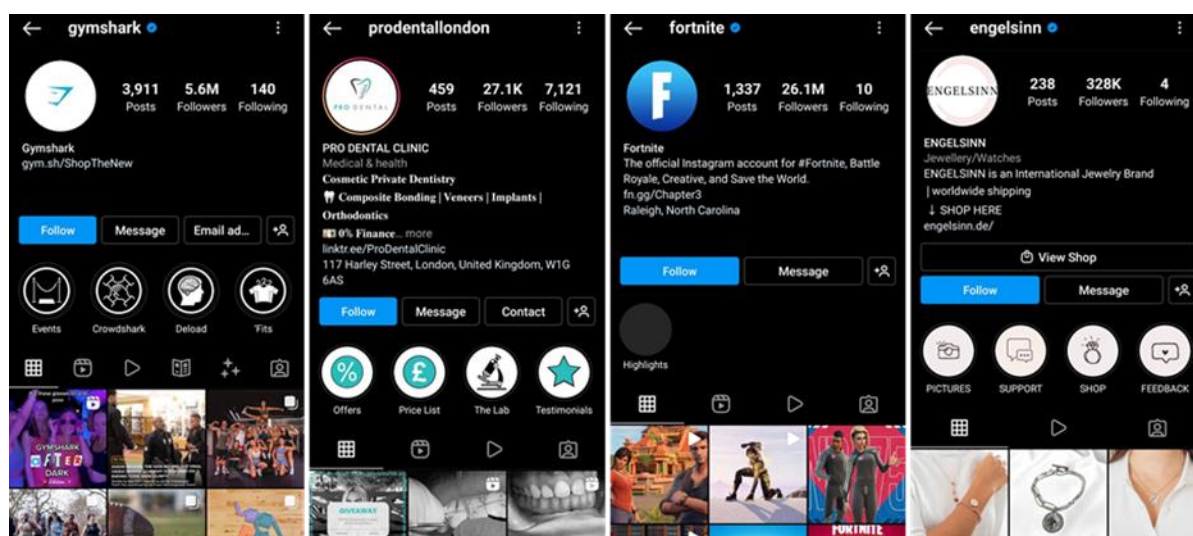 gymshark
3,911 5.6M 140
Posts Followers Following
Gymshark
gym.sh/ShopTheNew
Follow Message Email ad...
Events Crowdshark Deload 'Fits
GYMSHARK
AFTER
DARK
prodentallondon
PRO DENTAL
459 27.1K 7,121
Posts Followers Following
PRO DENTAL CLINIC
Medical & health
Cosmetic Private Dentistry
Composite Bonding | Veneers | Implants |
Orthodontics
0% Finance... more
linktr.ee/ProDentalClinic
117 Harley Street, London, United Kingdom, W1G
6AS
Follow Message Contact
Offers Price List The Lab Testimonials
GIVEAWAY
fortnite
F
1,337 26.1M 10
Posts Followers Following
Fortnite
The official Instagram account for #Fortnite, Battle
Royale, Creative, and Save the World.
fn.gg/Chapter3
Raleigh, North Carolina
Follow Message
Highlights
FORTNITE
engelsinn
ENGELSINN
238 328K 4
Posts Followers Following
ENGELSINN
Jewellery/Watches
ENGELSINN is an International Jewelry Brand
| worldwide shipping
↓ SHOP HERE
engelsinn.de/
View Shop
Follow Message
PICTURES SUPPORT SHOP FEEDBACK